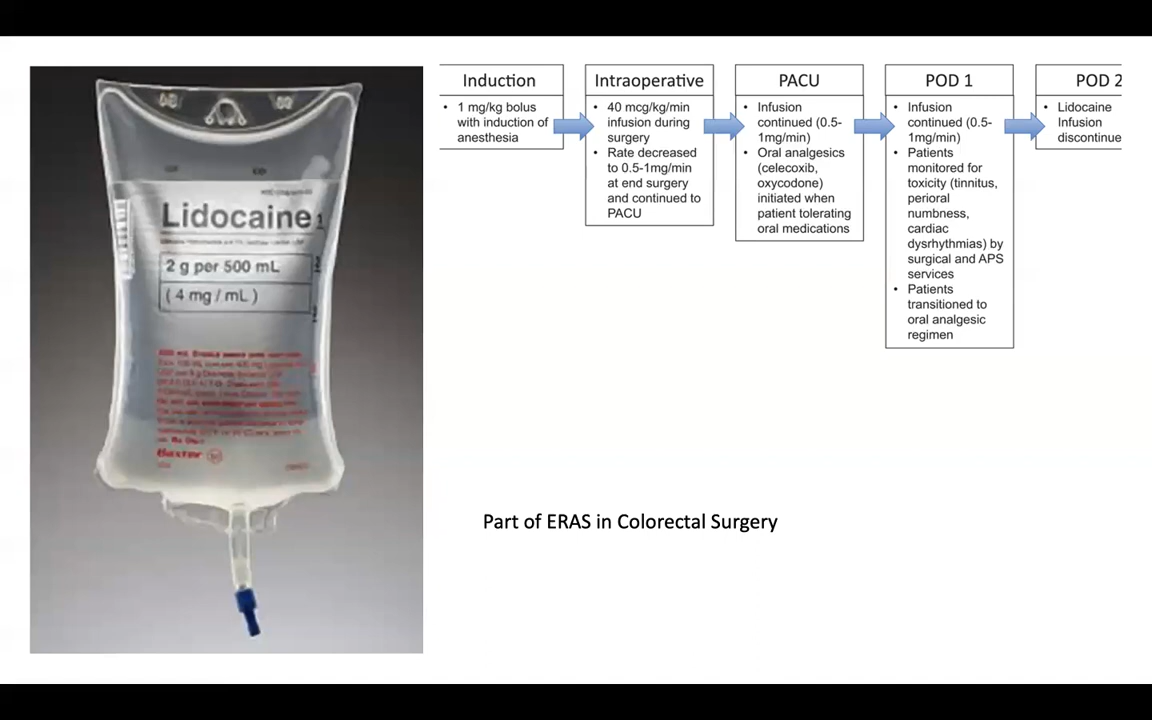 Lidocaine
2 g per 500 mL
( 4 mg / mL )
Baxter
Induction
• 1 mg/kg bolus
with induction of
anesthesia
Intraoperative
• 40 mcg/kg/min
infusion during
surgery
• Rate decreased
to 0.5-1mg/min
at end surgery
and continued to
PACU
PACU
• Infusion
continued (0.5-
1mg/min)
• Oral analgesics
(celecoxib,
oxycodone)
initiated when
patient tolerating
oral medications
POD 1
• Infusion
continued (0.5-
1mg/min)
• Patients
monitored for
toxicity (tinnitus,
perioral
numbness,
cardiac
dysrhythmias) by
surgical and APS
services
• Patients
transitioned to
oral analgesic
regimen
POD 2
• Lidocaine
Infusion
discontinue
Part of ERAS in Colorectal Surgery